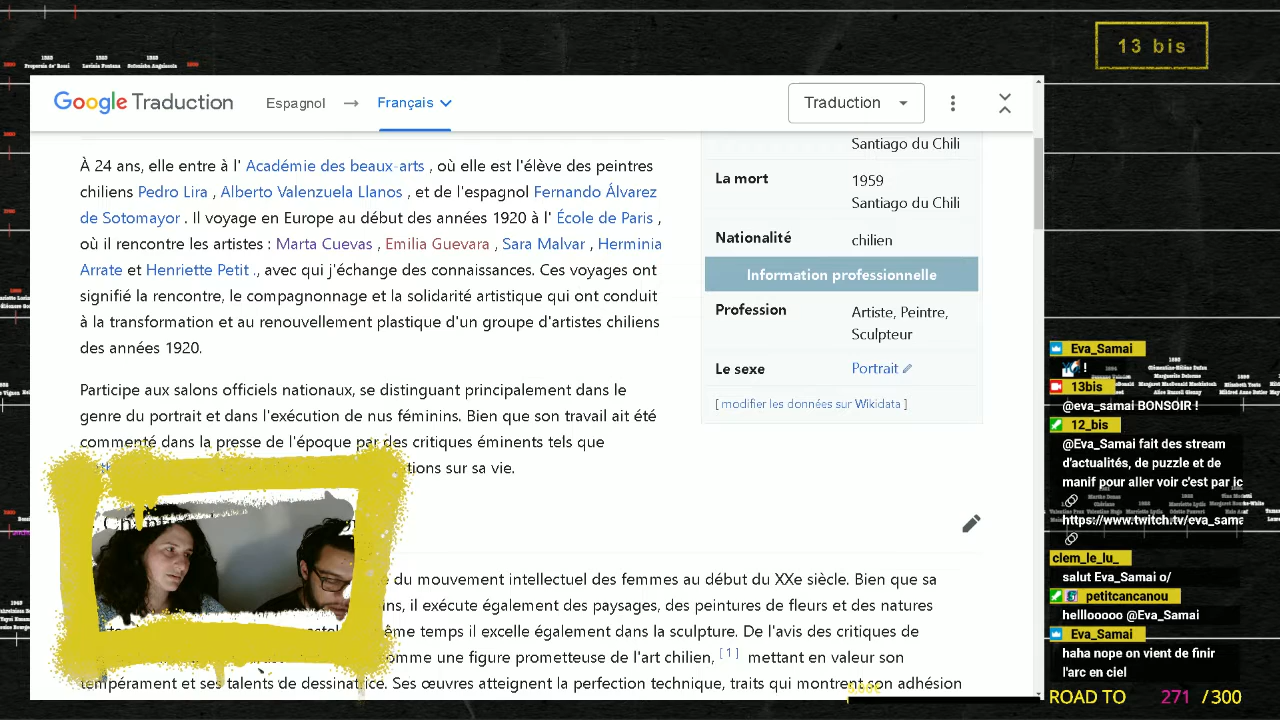 13 bis
Google Traduction Espagnol → Français Traduction
À 24 ans, elle entre à l' Académie des beaux-arts , où elle est l'élève des peintres
chiliens Pedro Lira , Alberto Valenzuela Llanos , et de l'espagnol Fernando Álvarez
de Sotomayor . Il voyage en Europe au début des années 1920 à l' École de Paris ,
où il rencontre les artistes : Marta Cuevas , Emilia Guevara , Sara Malvar , Herminia
Arrate et Henriette Petit ., avec qui j'échange des connaissances. Ces voyages ont
signifié la rencontre, le compagnonnage et la solidarité artistique qui ont conduit
à la transformation et au renouvellement plastique d'un groupe d'artistes chiliens
des années 1920.
Participe aux salons officiels nationaux, se distinguant principalement dans le
genre du portrait et dans l'exécution de nus féminins. Bien que son travail ait été
commenté dans la presse de l'époque par des critiques éminents tels que
tions sur sa vie.
Santiago du Chili
La mort 1959
Santiago du Chili
Nationalité chilien
Information professionnelle
Profession Artiste, Peintre,
Sculpteur
Le sexe Portrait
[ modifier les données sur Wikidata ]
du mouvement intellectuel des femmes au début du XXe siècle. Bien que sa
ns, il exécute également des paysages, des peintures de fleurs et des natures
ême temps il excelle également dans la sculpture. De l'avis des critiques de
omme une figure prometteuse de l'art chilien, [1] mettant en valeur son
tempérament et ses talents de dessinatrice. Ses œuvres atteignent la perfection technique, traits qui montrent son adhésion
Eva_Samai
!
13bis
@eva_samai BONSOIR !
12_bis
@Eva_Samai fait des stream
d'actualités, de puzzle et de
manif pour aller voir c'est par ic
https://www.twitch.tv/eva_sama
clem_le_lu_
salut Eva_Samai o/
petitcancanou
hellloooo @Eva_Samai
Eva_Samai
haha nope on vient de finir
l'arc en ciel
ROAD TO 271 /300